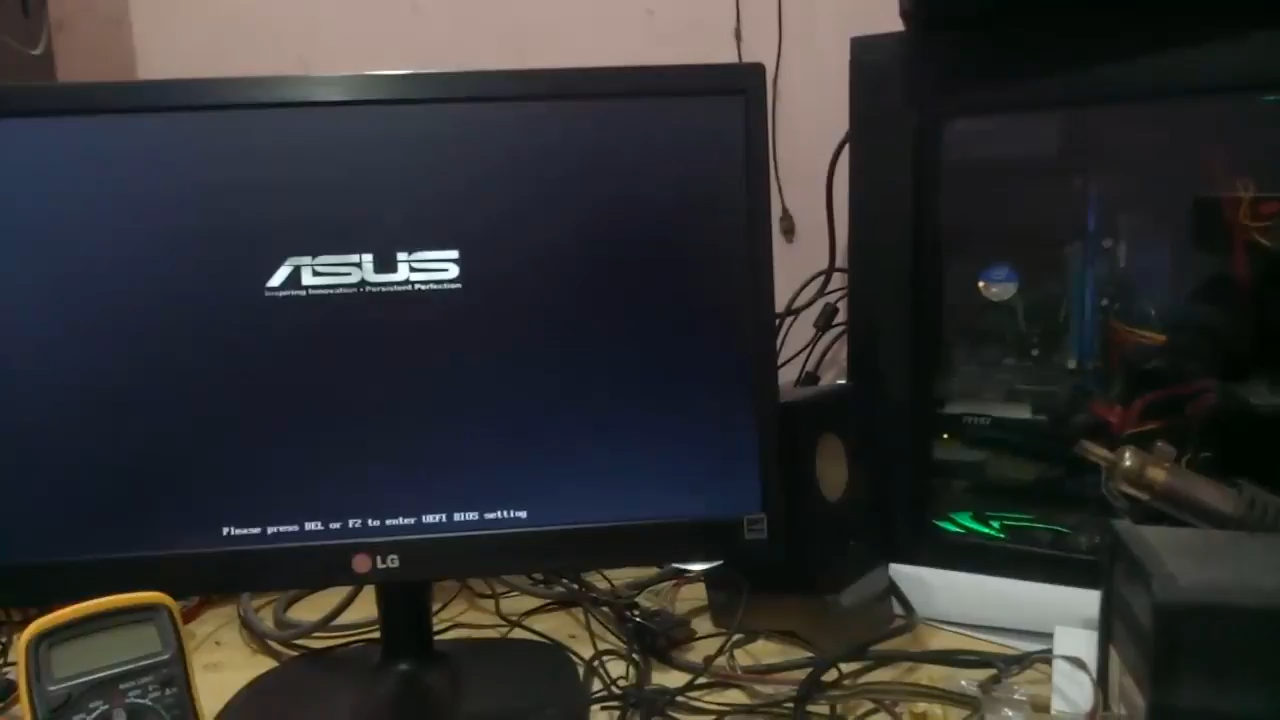 ASUS
Inspiring Innovation • Persistent Perfection
Please press DEL or F2 to enter UEFI BIOS setting
LG